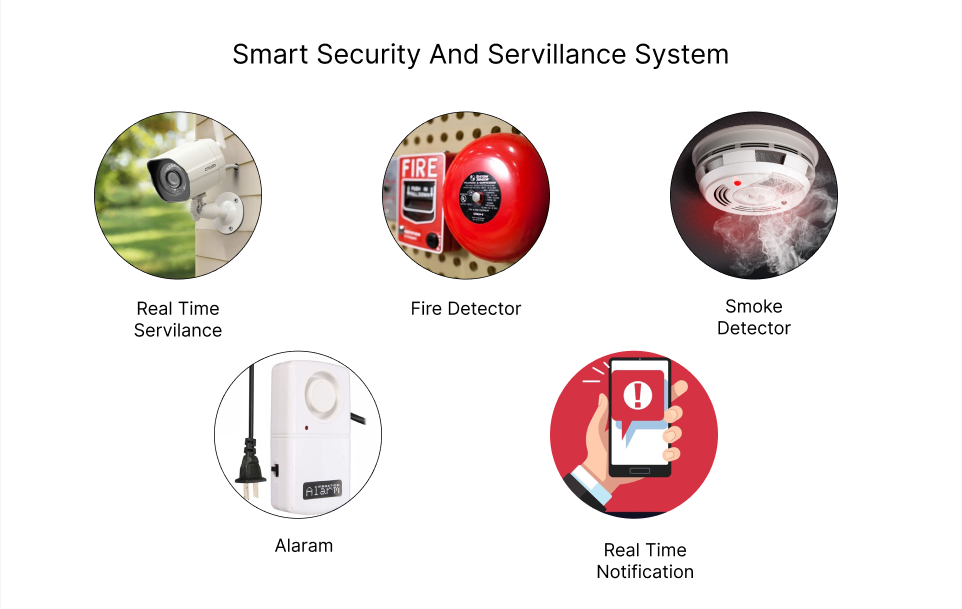 Smart Security And Servillance System
FIRE
Real Time
Servilance
Fire Detector
Smoke
Detector
Alarm
Alaram
Real Time
Notification